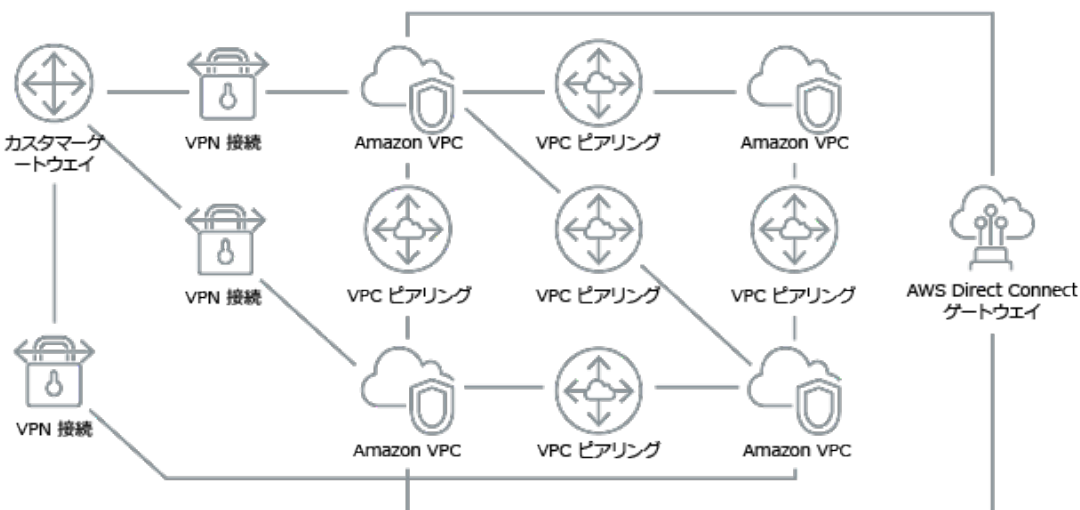 カスタマーゲ
ートウエイ
VPN 接続
Amazon VPC
VPC ピアリング
Amazon VPC
VPN 接続
VPC ピアリング
VPC ピアリング
VPC ピアリング
AWS Direct Connect
ゲートウエイ
VPN 接続
Amazon VPC
VPC ピアリング
Amazon VPC